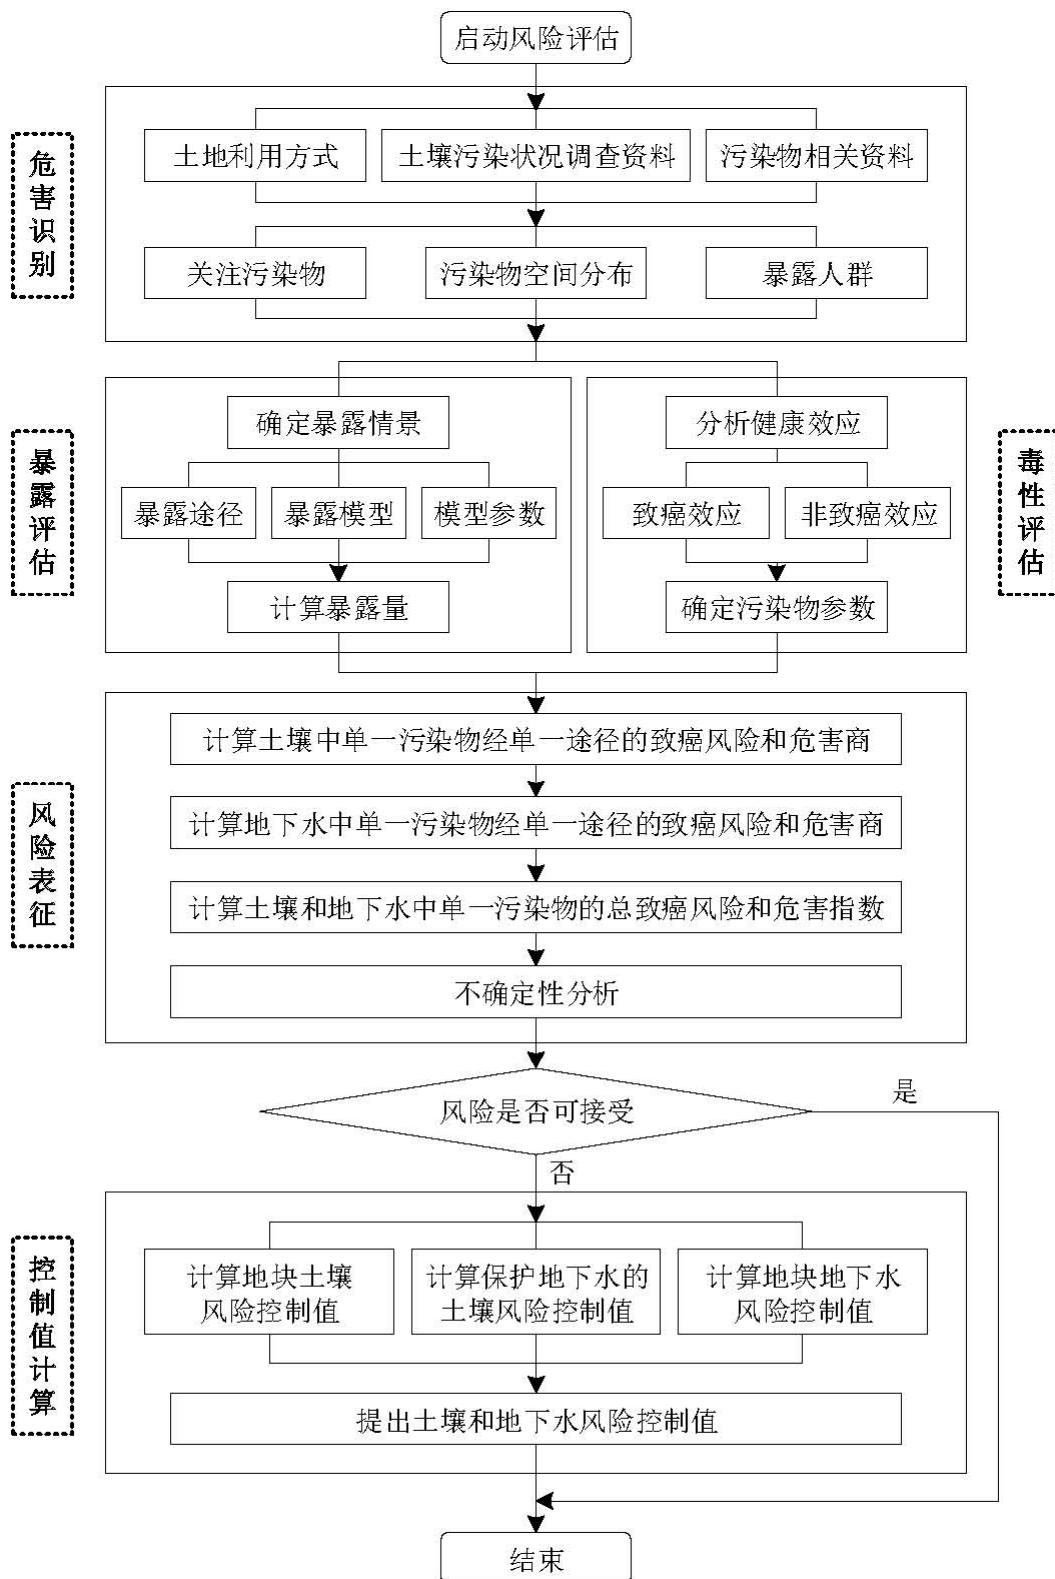 启动风险评估
危害识别
土地利用方式
土壤污染状况调查资料
污染物相关资料
关注污染物
污染物空间分布
暴露人群
暴露评估
确定暴露情景
暴露途径
暴露模型
模型参数
计算暴露量
分析健康效应
致癌效应
非致癌效应
确定污染物参数
毒性评估
风险表征
计算土壤中单一污染物经单一途径的致癌风险和危害商
计算地下水中单一污染物经单一途径的致癌风险和危害商
计算土壤和地下水中单一污染物的总致癌风险和危害指数
不确定性分析
风险是否可接受
是
否
控制值计算
计算地块土壤
风险控制值
计算保护地下水的
土壤风险控制值
计算地块地下水
风险控制值
提出土壤和地下水风险控制值
结束